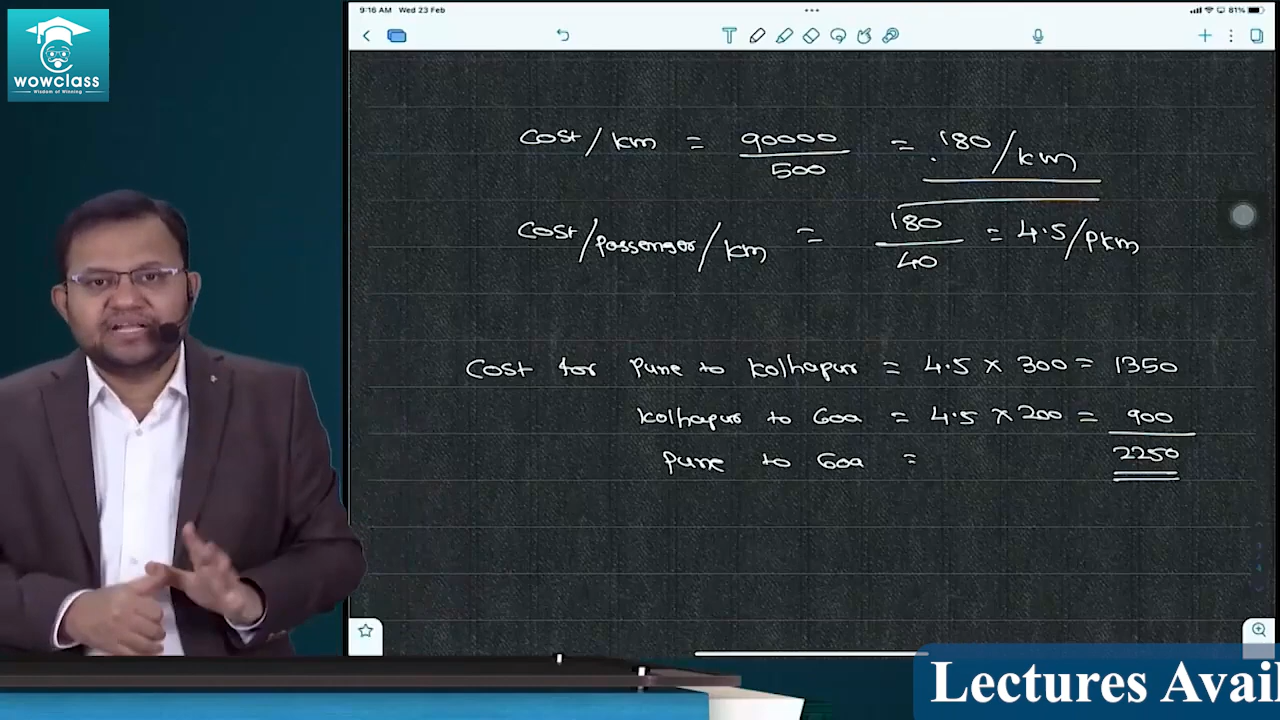 wowclass
Wisdom of Winning
9:16 AM Wed 23 Feb
81%
Cost/km = 90000/500 = 180/km
Cost/passenger/km = 180/40 = 4.5/Pkm
Cost for Pune to Kolhapur = 4.5 × 300 = 1350
Kolhapur to Goa = 4.5 × 200 = 900
Pune to Goa = 2250
Lectures Avail